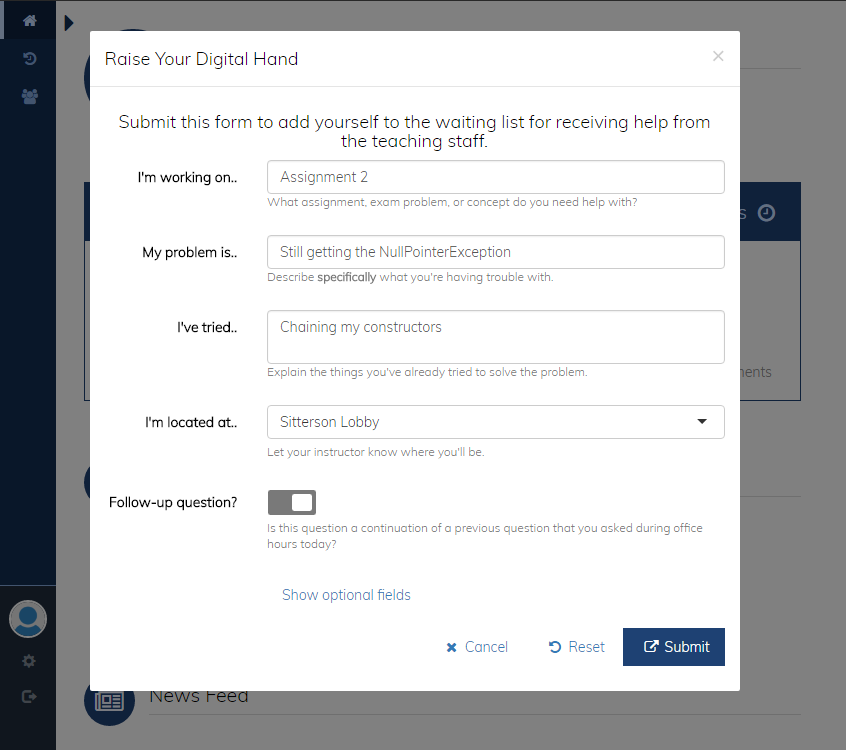 Raise Your Digital Hand
Submit this form to add yourself to the waiting list for receiving help from
the teaching staff.
I'm working on..
Assignment 2
What assignment, exam problem, or concept do you need help with?
My problem is..
Still getting the NullPointerException
Describe specifically what you're having trouble with.
I've tried..
Chaining my constructors
Explain the things you've already tried to solve the problem.
I'm located at..
Sitterson Lobby
Let your instructor know where you'll be.
Follow-up question?
Is this question a continuation of a previous question that you asked during office
hours today?
Show optional fields
Cancel
Reset
Submit
News Feed